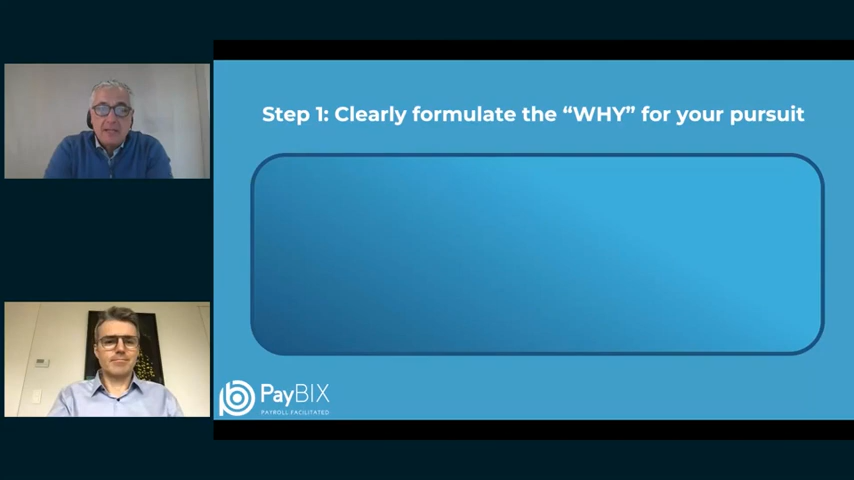 Step 1: Clearly formulate the “WHY” for your pursuit
PayBIX
PAYROLL FACILITATED